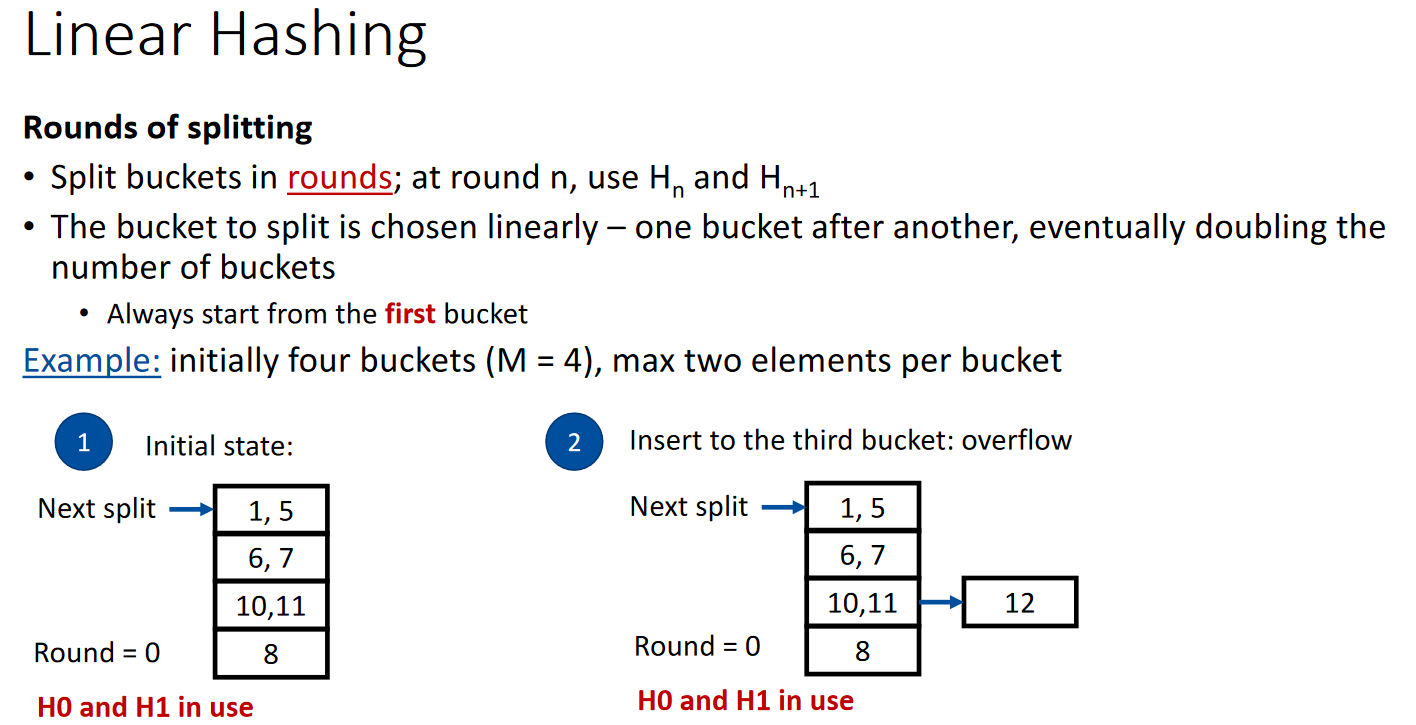 Linear Hashing
Rounds of splitting
• Split buckets in rounds; at round n, use Hn and Hn+1
• The bucket to split is chosen linearly – one bucket after another, eventually doubling the
number of buckets
• Always start from the first bucket
Example: initially four buckets (M = 4), max two elements per bucket
1 Initial state:
Next split
1, 5
6, 7
10,11
8
Round = 0
H0 and H1 in use
2 Insert to the third bucket: overflow
Next split
1, 5
6, 7
10,11
12
8
Round = 0
H0 and H1 in use